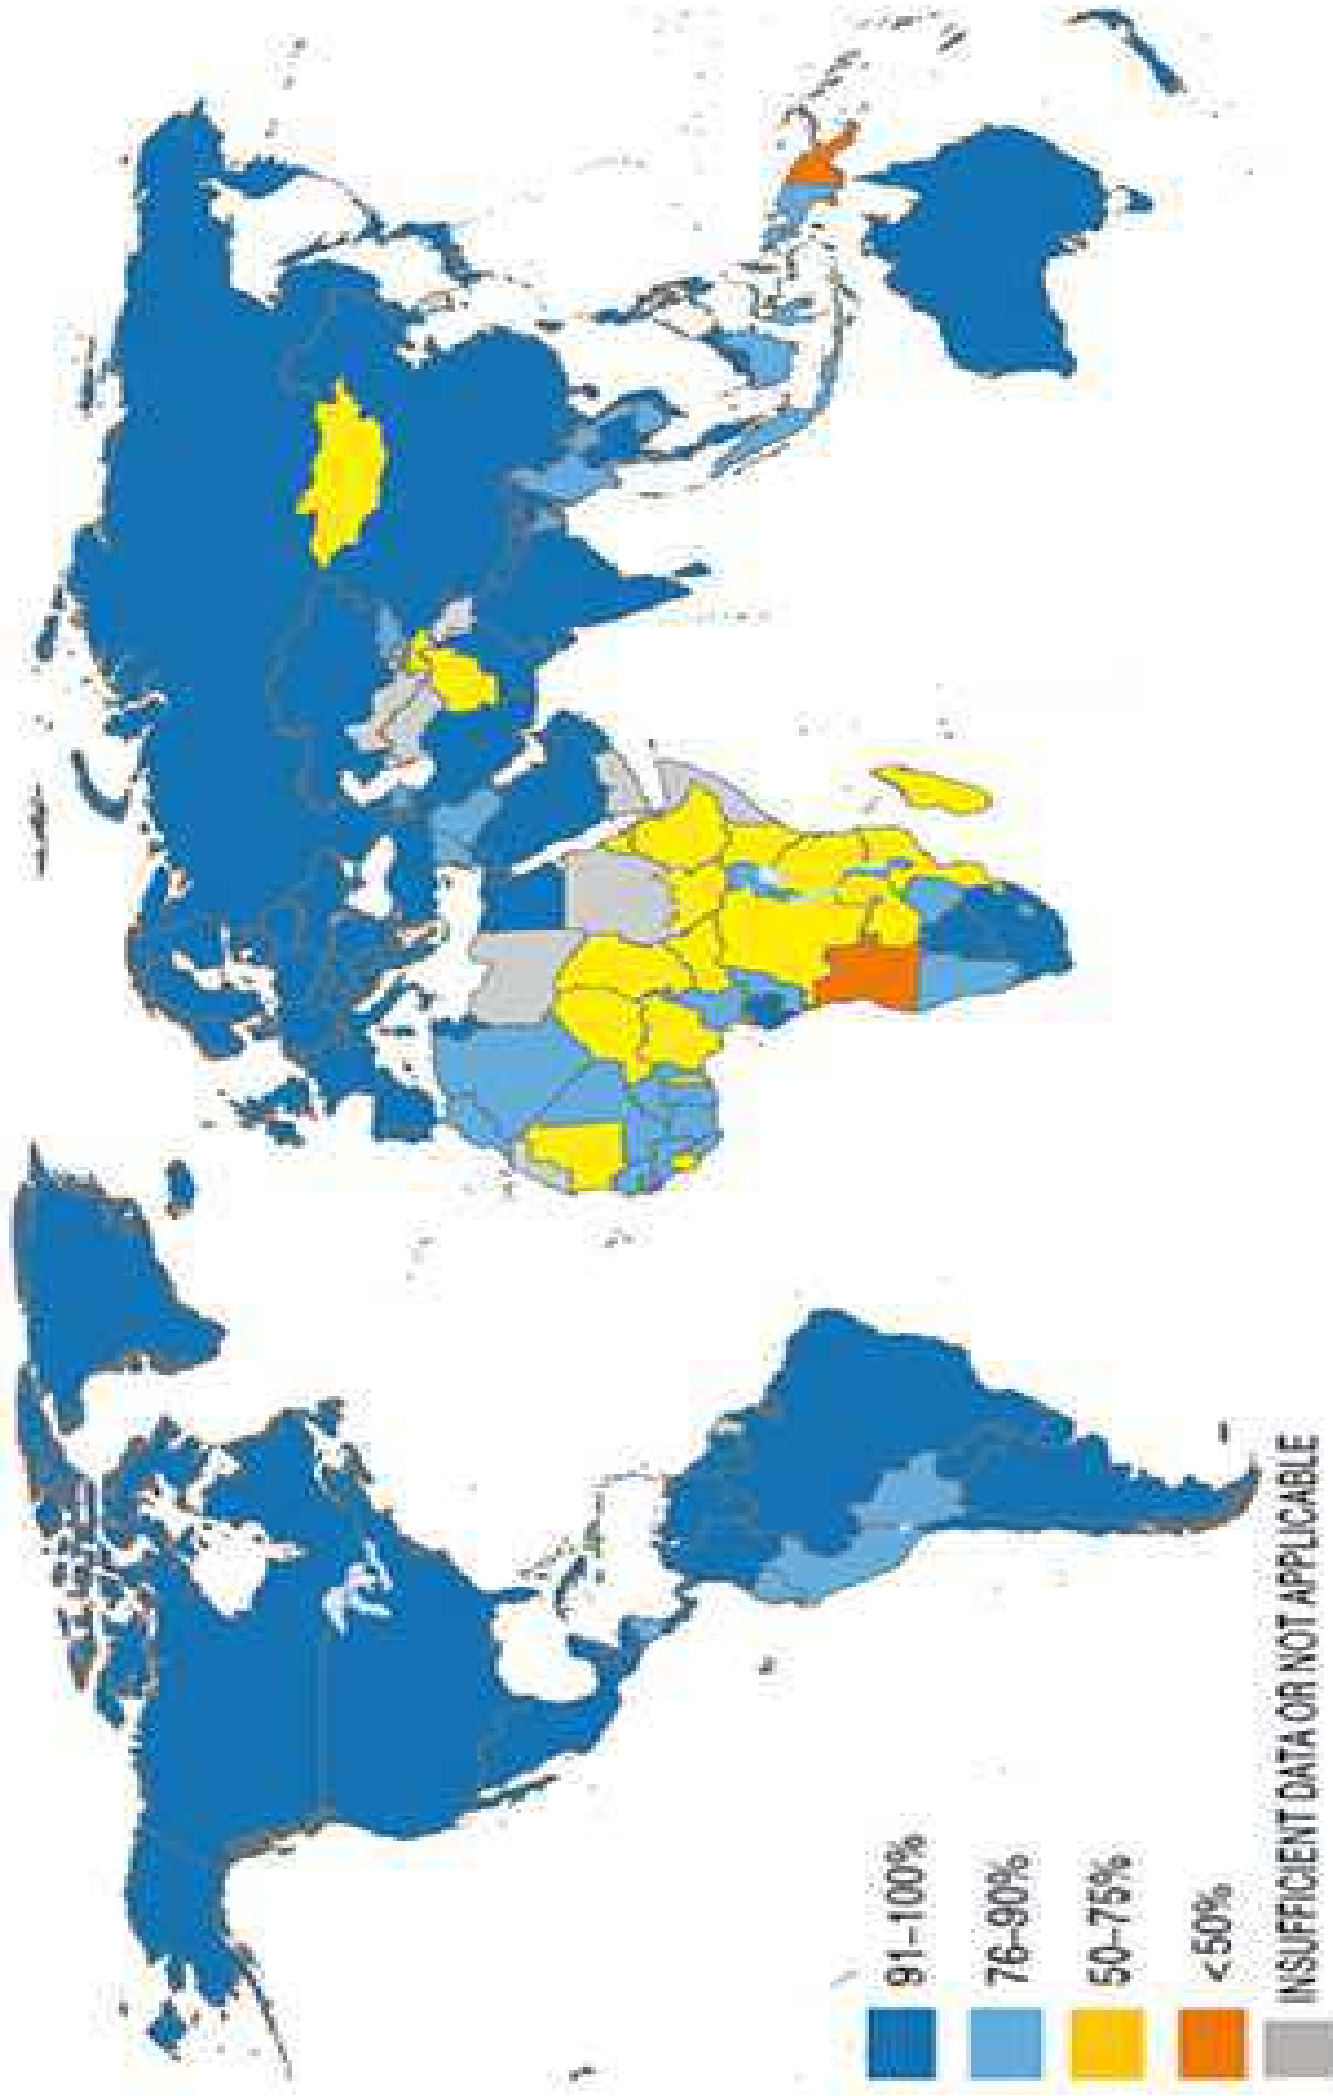 91–100%
76–90%
50–75%
<50%
INSUFFICIENT DATA OR NOT APPLICABLE